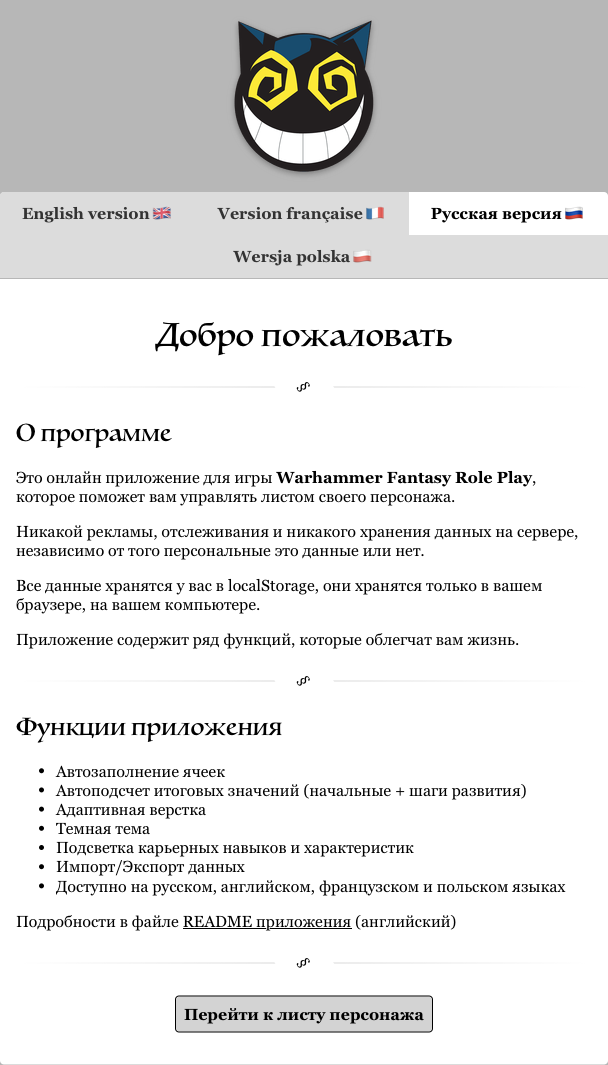 English version 🇬🇧 Version française 🇫🇷 Русская версия 🇷🇺
Wersja polska 🇵🇱
Добро пожаловать
О программе
Это онлайн приложение для игры Warhammer Fantasy Role Play,
которое поможет вам управлять листом своего персонажа.
Никакой рекламы, отслеживания и никакого хранения данных на сервере,
независимо от того персональные это данные или нет.
Все данные хранятся у вас в localStorage, они хранятся только в вашем
браузере, на вашем компьютере.
Приложение содержит ряд функций, которые облегчат вам жизнь.
Функции приложения
• Автозаполнение ячеек
• Автоподсчет итоговых значений (начальные + шаги развития)
• Адаптивная верстка
• Темная тема
• Подсветка карьерных навыков и характеристик
• Импорт/Экспорт данных
• Доступно на русском, английском, французском и польском языках
Подробности в файле README приложения (английский)
Перейти к листу персонажа